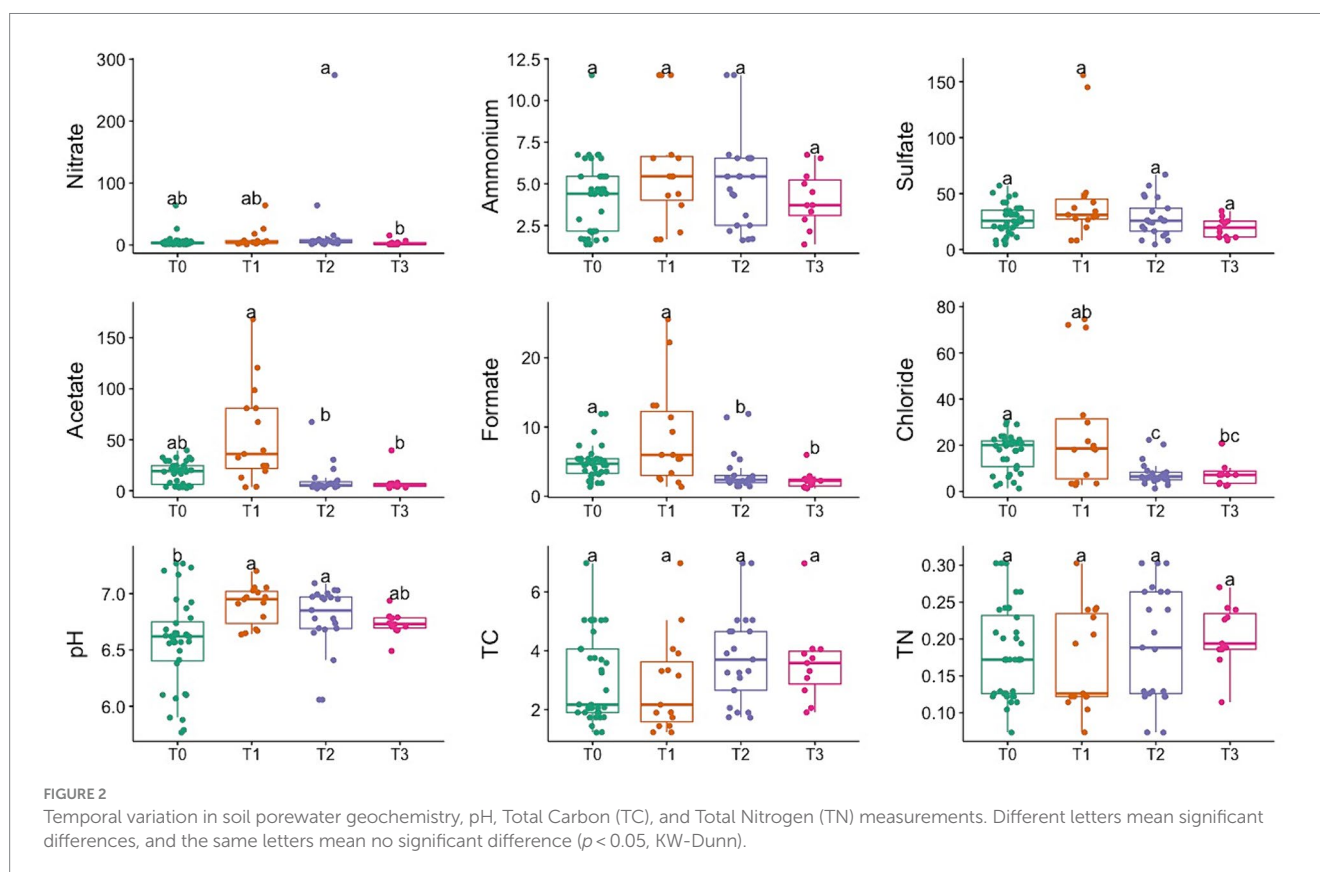 Nitrate
300
200
100
0
ab
ab
a
b
T0 T1 T2 T3
Ammonium
12.5
10.0
7.5
5.0
2.5
a
a
a
a
T0 T1 T2 T3
Sulfate
150
100
50
0
a
a
a
a
T0 T1 T2 T3
Acetate
150
100
50
0
ab
a
b
b
T0 T1 T2 T3
Formate
20
10
0
a
a
b
b
T0 T1 T2 T3
Chloride
80
60
40
20
0
a
ab
c
bc
T0 T1 T2 T3
pH
7.0
6.5
6.0
b
a
a
ab
T0 T1 T2 T3
TC
6
4
2
a
a
a
a
T0 T1 T2 T3
TN
0.30
0.25
0.20
0.15
0.10
a
a
a
a
T0 T1 T2 T3
FIGURE 2
Temporal variation in soil porewater geochemistry, pH, Total Carbon (TC), and Total Nitrogen (TN) measurements. Different letters mean significant
differences, and the same letters mean no significant difference (p < 0.05, KW-Dunn).